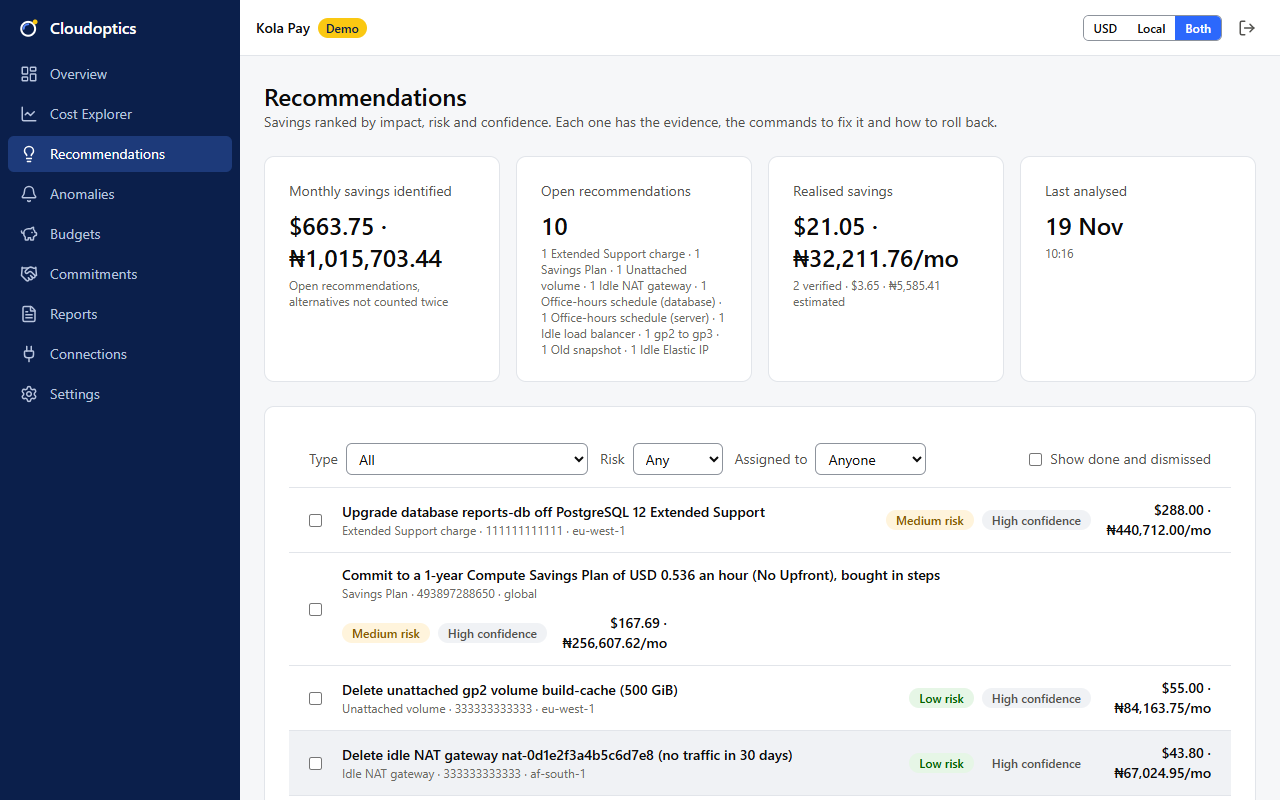 Cloudoptics
Overview
Cost Explorer
Recommendations
Anomalies
Budgets
Commitments
Reports
Connections
Settings
Kola Pay Demo
USD Local Both
Recommendations
Savings ranked by impact, risk and confidence. Each one has the evidence, the commands to fix it and how to roll back.
Monthly savings identified
$663.75 ·
₦1,015,703.44
Open recommendations,
alternatives not counted twice
Open recommendations
10
1 Extended Support charge · 1
Savings Plan · 1 Unattached
volume · 1 Idle NAT gateway · 1
Office-hours schedule (database) ·
1 Office-hours schedule (server) · 1
Idle load balancer · 1 gp2 to gp3 ·
1 Old snapshot · 1 Idle Elastic IP
Realised savings
$21.05 ·
₦32,211.76/mo
2 verified · $3.65 · ₦5,585.41
estimated
Last analysed
19 Nov
10:16
Type All Risk Any Assigned to Anyone Show done and dismissed
Upgrade database reports-db off PostgreSQL 12 Extended Support
Extended Support charge · 111111111111 · eu-west-1
Medium risk High confidence
$288.00 ·
₦440,712.00/mo
Commit to a 1-year Compute Savings Plan of USD 0.536 an hour (No Upfront), bought in steps
Savings Plan · 493897288650 · global
Medium risk High confidence
$167.69 ·
₦256,607.62/mo
Delete unattached gp2 volume build-cache (500 GiB)
Unattached volume · 333333333333 · eu-west-1
Low risk High confidence
$55.00 ·
₦84,163.75/mo
Delete idle NAT gateway nat-0d1e2f3a4b5c6d7e8 (no traffic in 30 days)
Idle NAT gateway · 333333333333 · af-south-1
Low risk High confidence
$43.80 ·
₦67,024.95/mo